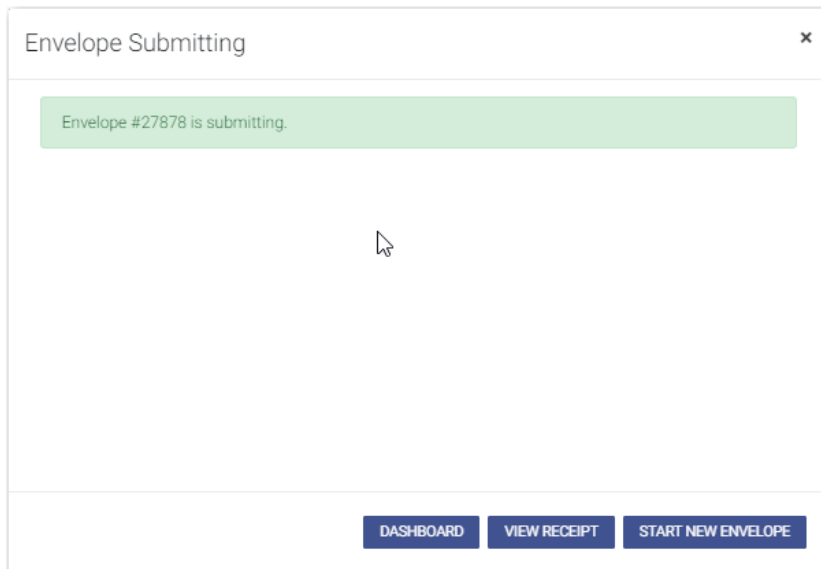 Envelope Submitting
×
Envelope #27878 is submitting.
DASHBOARD VIEW RECEIPT START NEW ENVELOPE